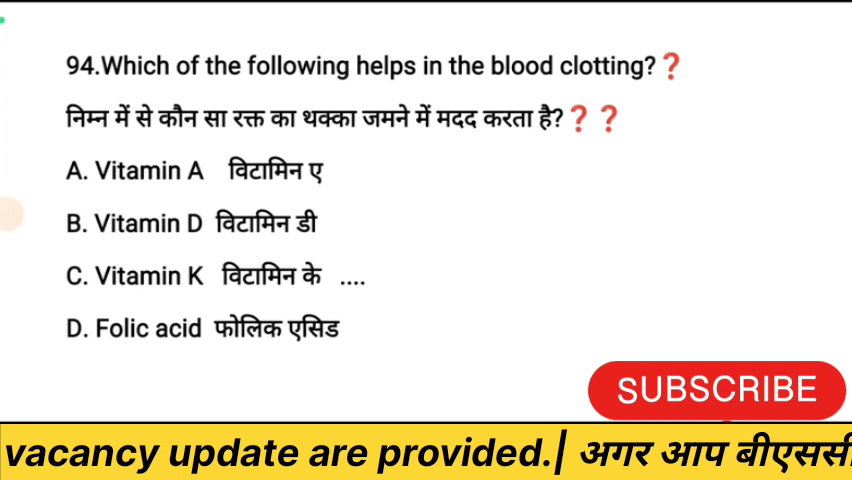 94.Which of the following helps in the blood clotting?❓
निम्न में से कौन सा रक्त का थक्का जमने में मदद करता है?❓❓
A. Vitamin A विटामिन ए
B. Vitamin D विटामिन डी
C. Vitamin K विटामिन के ....
D. Folic acid फोलिक एसिड
SUBSCRIBE
vacancy update are provided.| अगर आप बीएससी